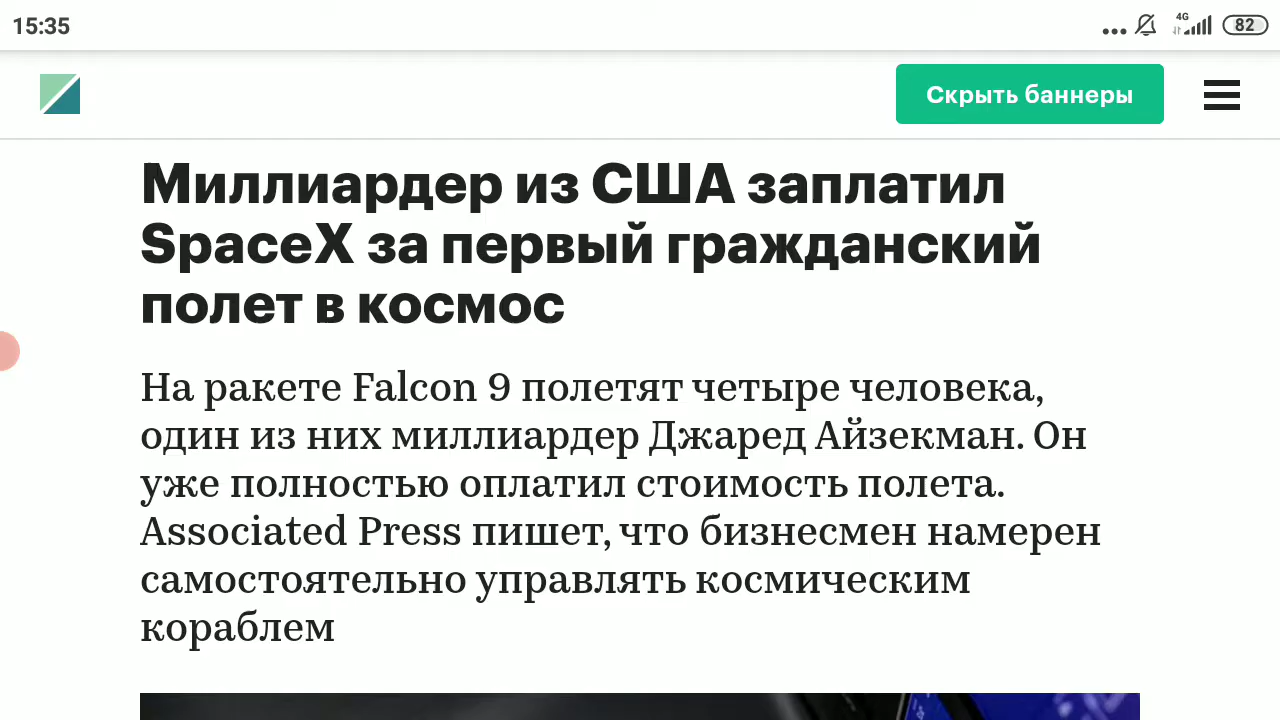 15:35
4G
82
Скрыть баннеры
Миллиардер из США заплатил
SpaceX за первый гражданский
полет в космос
На ракете Falcon 9 полетят четыре человека,
один из них миллиардер Джаред Айзекман. Он
уже полностью оплатил стоимость полета.
Associated Press пишет, что бизнесмен намерен
самостоятельно управлять космическим
кораблем